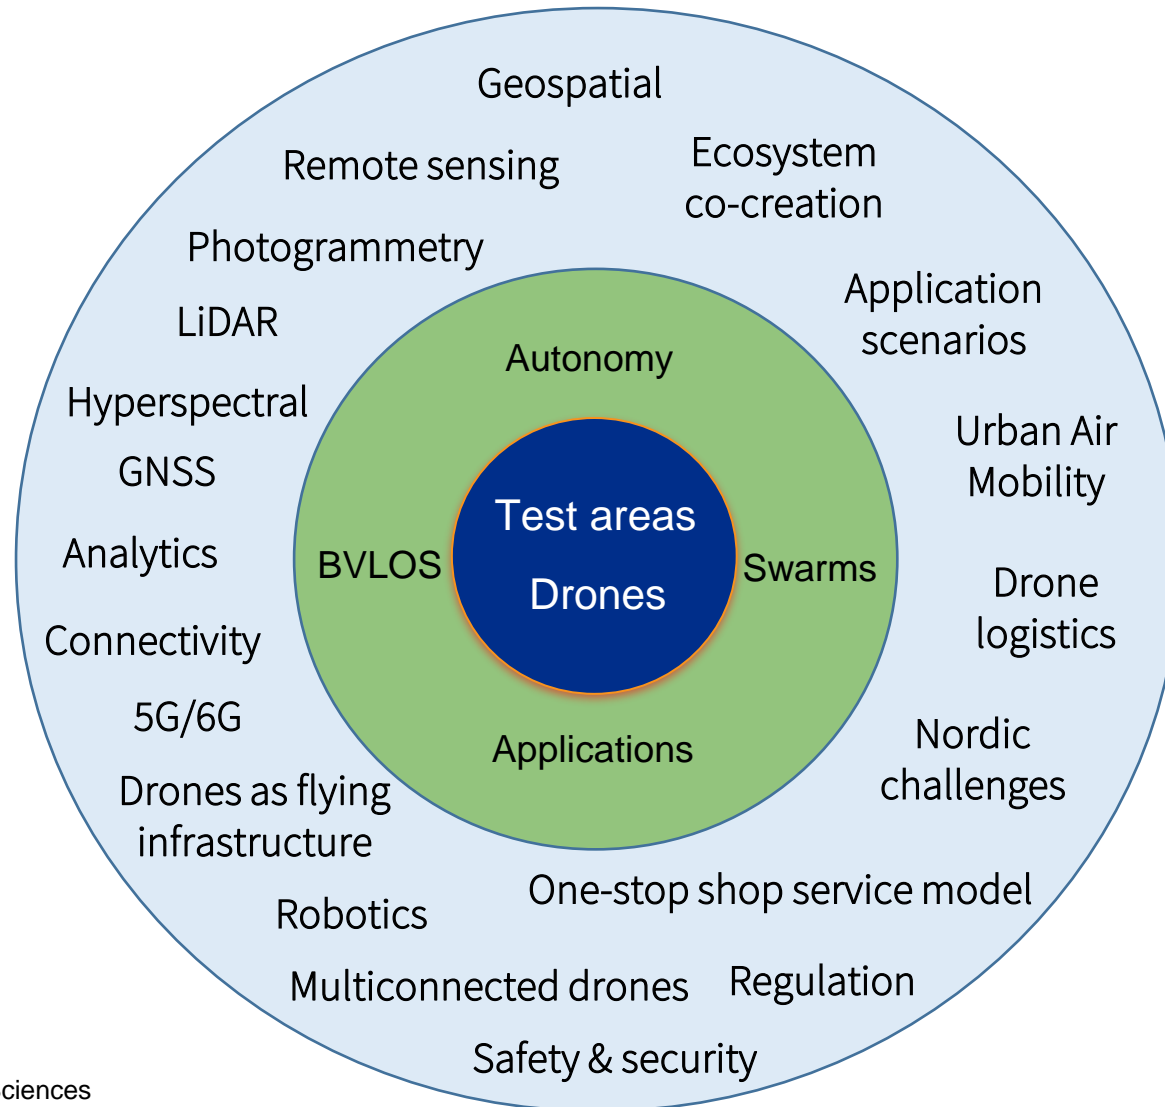 Geospatial
Remote sensing
Ecosystem
co-creation
Photogrammetry
Application
scenarios
LiDAR
Autonomy
Hyperspectral
Urban Air
Mobility
GNSS
Test areas
Drones
Analytics
BVLOS
Swarms
Drone
logistics
Connectivity
5G/6G
Nordic
challenges
Applications
Drones as flying
infrastructure
One-stop shop service model
Robotics
Multiconnected drones
Regulation
Safety & security